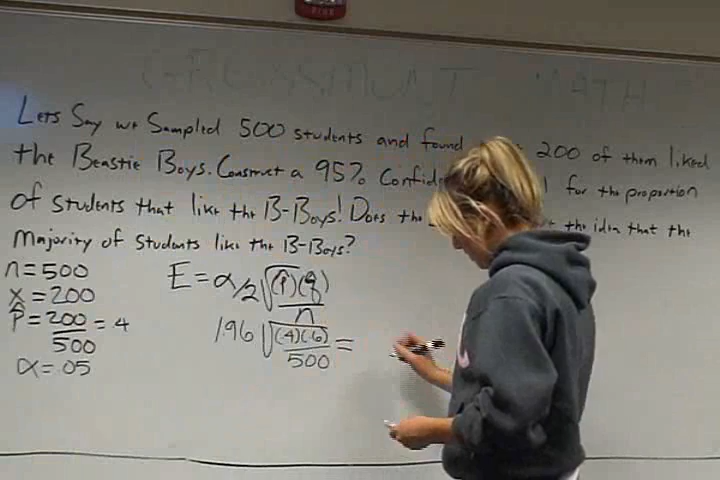 GROSSMONT MATH
Lets Say we Sampled 500 students and found 200 of them liked
the Beastie Boys. Construct a 95% Confid for the proportion
of Students that like the B-Boys! Does the the idea that the
Majority of Students like the B-Boys?
n=500
x=200
p̂=200/500=.4
α=.05
E=α/2√(p̂)(q̂)/n
1.96√(.4)(.6)/500=